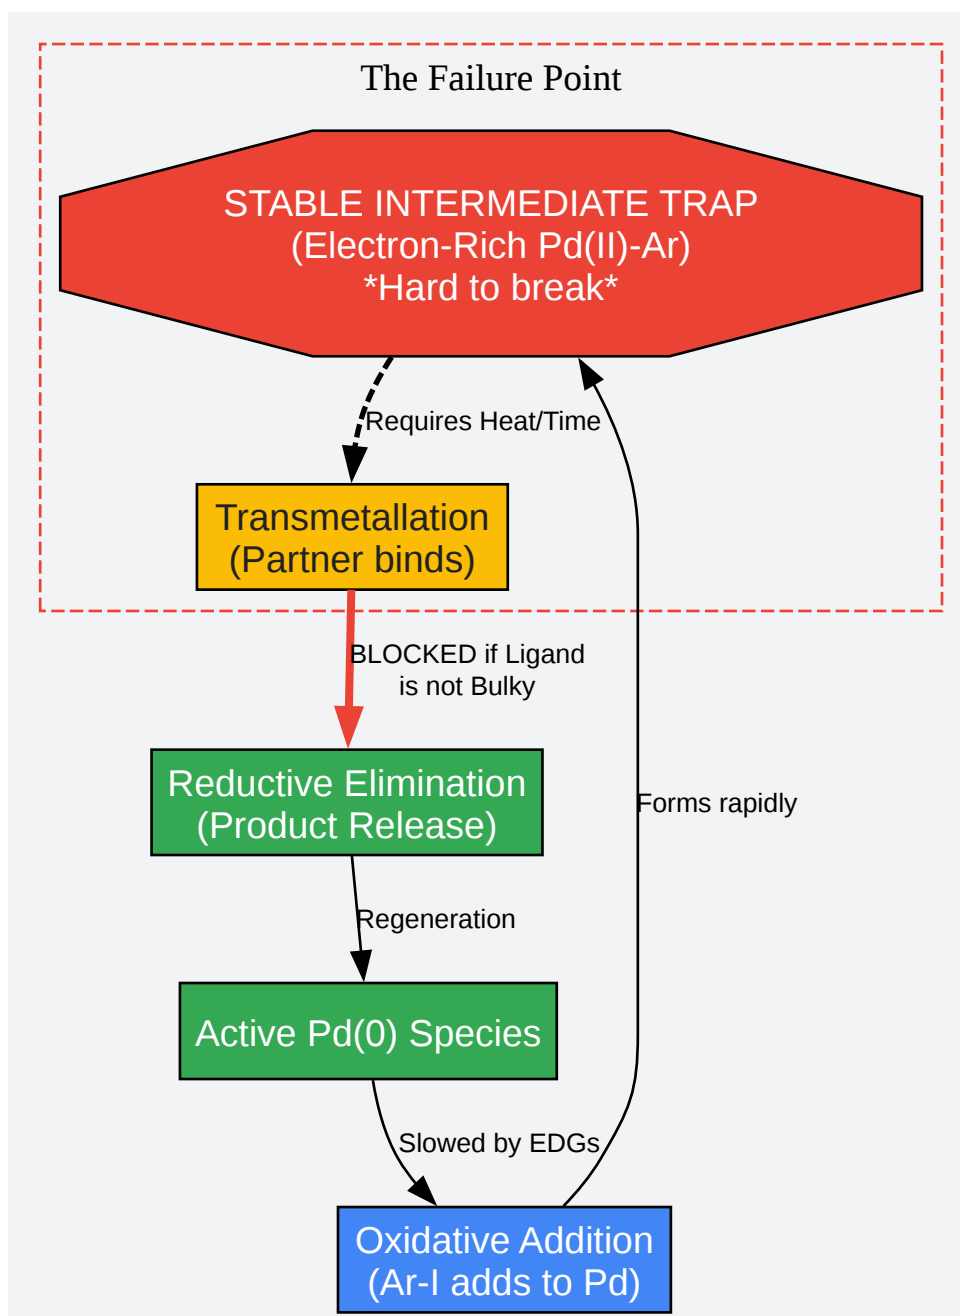 The Failure Point
STABLE INTERMEDIATE TRAP
(Electron-Rich Pd(II)-Ar)
*Hard to break*
Requires Heat/Time
Transmetallation
(Partner binds)
BLOCKED if Ligand
is not Bulky
Reductive Elimination
(Product Release)
Forms rapidly
Regeneration
Active Pd(0) Species
Slowed by EDGs
Oxidative Addition
(Ar-I adds to Pd)